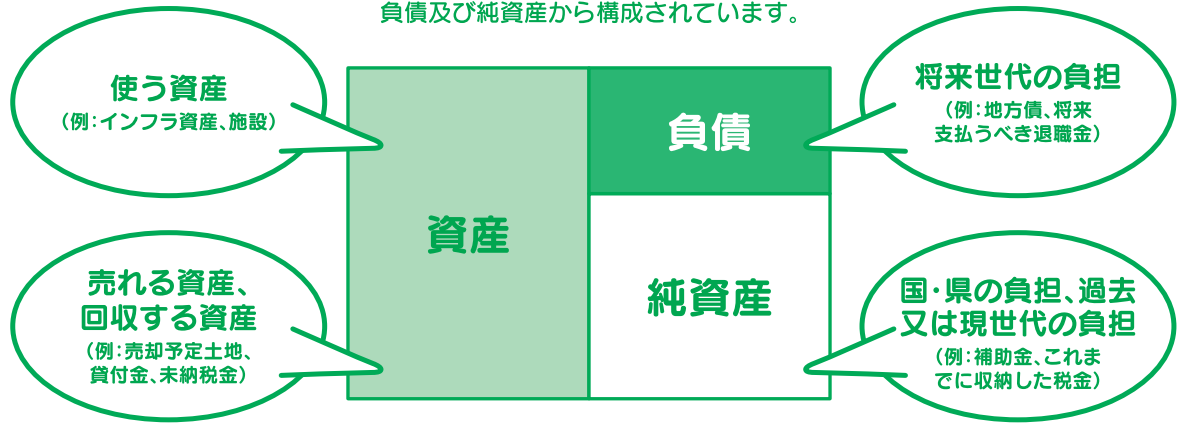 負債及び純資産から構成されています。
使う資産
（例：インフラ資産、施設）
将来世代の負担
（例：地方債、将来
支払うべき退職金）
資産
負債
純資産
売れる資産、
回収する資産
（例：売却予定土地、
貸付金、未納税金）
国・県の負担、過去
又は現世代の負担
（例：補助金、これま
でに収納した税金）